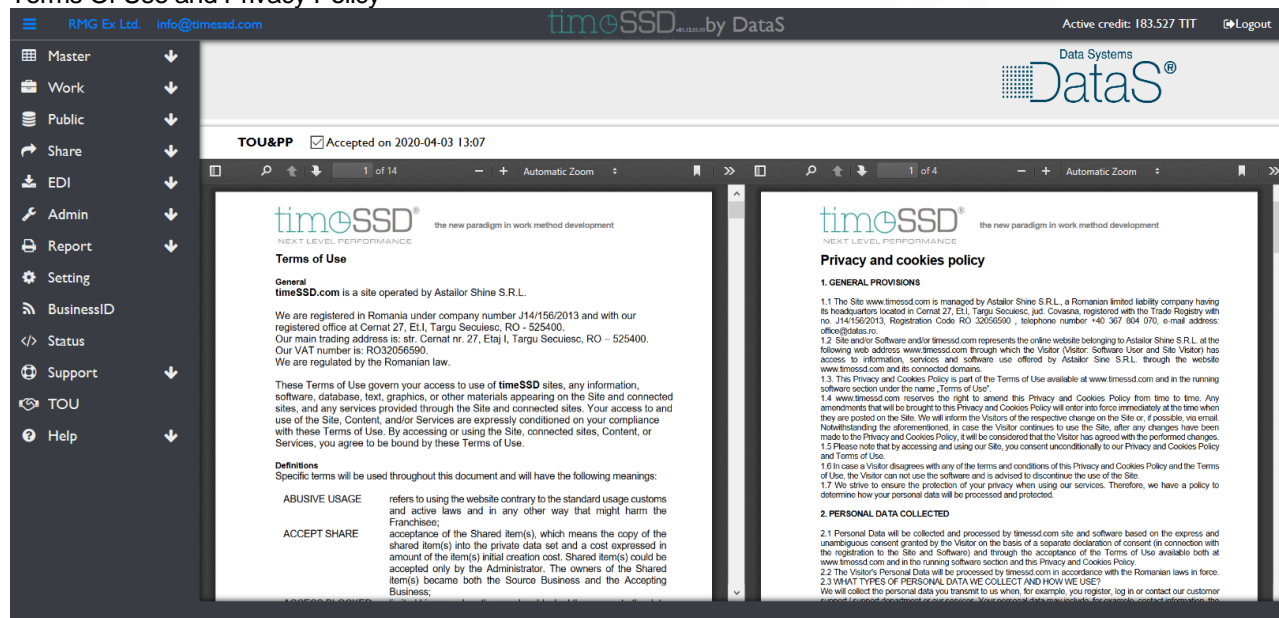 Terms Of Use and Privacy Policy
RMG Ex Ltd. info@timessd.com
timeSSD by DataS
Active credit: 183.527 TIT
Logout
Master
Work
Public
Share
EDI
Admin
Report
Setting
BusinessID
Status
Support
TOU
Help
Data Systems
DataS®
TOU&PP Accepted on 2020-04-03 13:07
1 of 14
Automatic Zoom
timeSSD®
the new paradigm in work method development
NEXT LEVEL PERFORMANCE
Terms of Use
General
timeSSD.com is a site operated by Astailor Shine S.R.L.
We are registered in Romania under company number J14/156/2013 and with our
registered office at Cernat 27, Et.I, Targu Secuiesc, RO - 525400.
Our main trading address is: str. Cernat nr. 27, Etaj I, Targu Secuiesc, RO – 525400.
Our VAT number is: RO32056590.
We are regulated by the Romanian law.
These Terms of Use govern your access to use of timeSSD sites, any information,
software, database, text, graphics, or other materials appearing on the Site and connected
sites, and any services provided through the Site and connected sites. Your access to and
use of the Site, Content, and/or Services are expressly conditioned on your compliance
with these Terms of Use. By accessing or using the Site, connected sites, Content, or
Services, you agree to be bound by these Terms of Use.
Definitions
Specific terms will be used throughout this document and will have the following meanings:
ABUSIVE USAGE refers to using the website contrary to the standard usage customs
and active laws and in any other way that might harm the
Franchisee;
ACCEPT SHARE acceptance of the Shared item(s), which means the copy of the
shared item(s) into the private data set and a cost expressed in
amount of the item(s) initial creation cost. Shared item(s) could be
accepted only by the Administrator. The owners of the Shared
item(s) became both the Source Business and the Accepting
Business;
1 of 4
Automatic Zoom
timeSSD®
the new paradigm in work method development
NEXT LEVEL PERFORMANCE
Privacy and cookies policy
1. GENERAL PROVISIONS
1.1 The Site www.timessd.com is managed by Astailor Shine S.R.L., a Romanian limited liability company having
its headquarters located in Cernat 27, Et.I, Targu Secuiesc, jud. Covasna, registered with the Trade Registry with
no. J14/156/2013, Registration Code RO 32056590 , telephone number +40 367 804 070, e-mail address:
office@datas.ro.
1.2 Site and/or Software and/or timessd.com represents the online website belonging to Astailor Shine S.R.L. at the
following web address www.timessd.com through which the Visitor (Visitor: Software User and Site Visitor) has
access to information, services and software use offered by Astailor Sine S.R.L. through the website
www.timessd.com and its connected domains.
1.3. This Privacy and Cookies Policy is part of the Terms of Use available at www.timessd.com and in the running
software section under the name „Terms of Use”.
1.4 www.timessd.com reserves the right to amend this Privacy and Cookies Policy from time to time. Any
amendments that will be brought to this Privacy and Cookies Policy will enter into force immediately at the time when
they are posted on the Site. We will inform the Visitors of the respective change on the Site or, if possible, via email.
Notwithstanding the aforementioned, in case the Visitor continues to use the Site, after any changes have been
made to the Privacy and Cookies Policy, it will be considered that the Visitor has agreed with the performed changes.
1.5 Please note that by accessing and using our Site, you consent unconditionally to our Privacy and Cookies Policy
and Terms of Use.
1.6 In case a Visitor disagrees with any of the terms and conditions of this Privacy and Cookies Policy and the Terms
of Use, the Visitor can not use the software and is advised to discontinue the use of the Site.
1.7 We strive to ensure the protection of your privacy when using our services. Therefore, we have a policy to
determine how your personal data will be processed and protected.
2. PERSONAL DATA COLLECTED
2.1 Personal Data will be collected and processed by timessd.com site and software based on the express and
unambiguous consent granted by the Visitor on the basis of a separate declaration of consent (in connection with
the registration to the Site and Software) and through the acceptance of the Terms of Use available both at
www.timessd.com and in the running software section and this Privacy and Cookies Policy.
2.2 The Visitor's Personal Data will be processed by timessd.com in accordance with the Romanian laws in force.
2.3 WHAT TYPES OF PERSONAL DATA WE COLLECT AND HOW WE USE?
We will collect the personal data you transmit to us when, for example, you register, log in or contact our customer